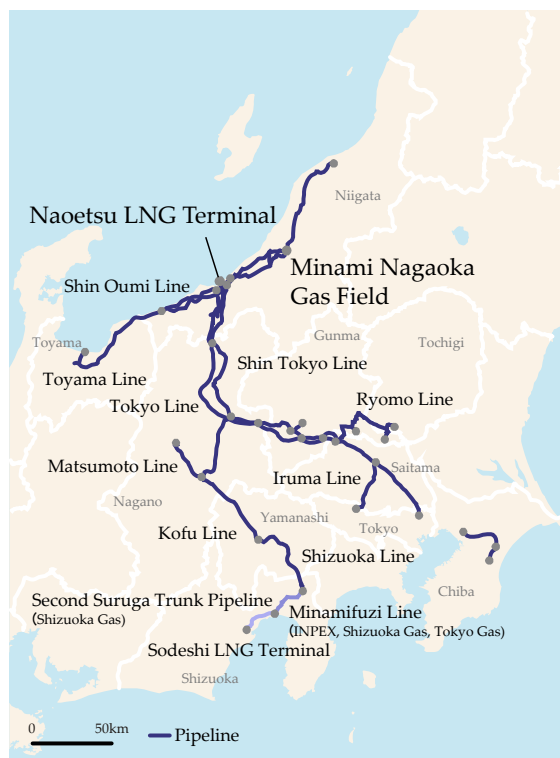 Niigata
Naoetsu LNG Terminal
Minami Nagaoka
Gas Field
Shin Oumi Line
Toyama
Gunma
Tochigi
Shin Tokyo Line
Toyama Line
Tokyo Line
Ryomo Line
Matsumoto Line
Iruma Line
Saitama
Nagano
Yamanashi
Tokyo
Kofu Line
Shizuoka Line
Chiba
Second Suruga Trunk Pipeline
(Shizuoka Gas)
Minamifuzi Line
(INPEX, Shizuoka Gas, Tokyo Gas)
Sodeshi LNG Terminal
Shizuoka
0 50km
Pipeline